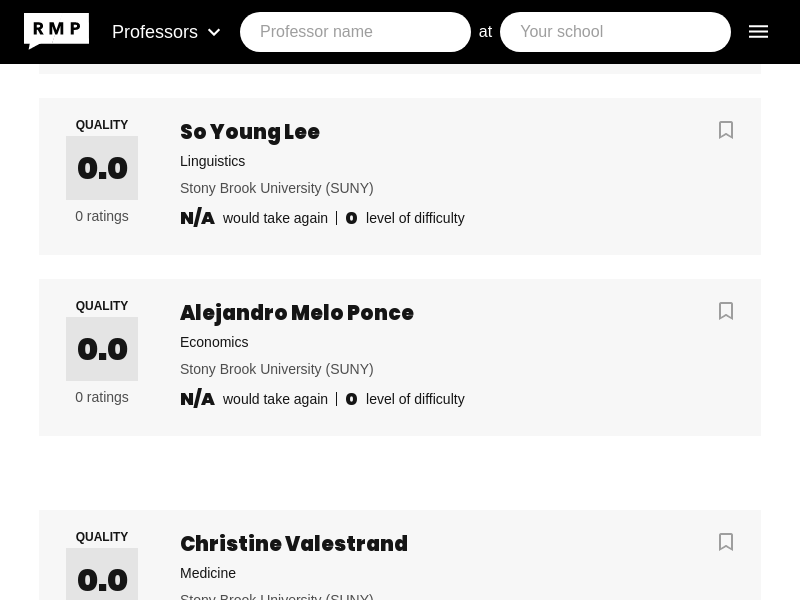 RMP
Professors
Professor name
at
Your school
QUALITY
0.0
0 ratings
So Young Lee
Linguistics
Stony Brook University (SUNY)
N/A would take again | 0 level of difficulty
QUALITY
0.0
0 ratings
Alejandro Melo Ponce
Economics
Stony Brook University (SUNY)
N/A would take again | 0 level of difficulty
QUALITY
0.0
Christine Valestrand
Medicine
Stony Brook University (SUNY)